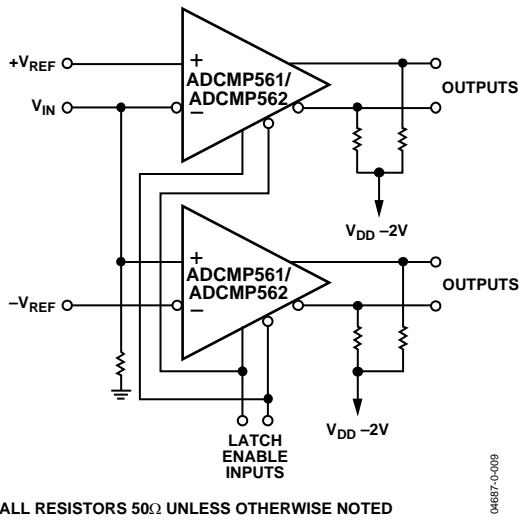 +VREF
VIN
+
−
ADCMP561/
ADCMP562
OUTPUTS
VDD −2V
−VREF
+
−
ADCMP561/
ADCMP562
OUTPUTS
VDD −2V
LATCH
ENABLE
INPUTS
ALL RESISTORS 50Ω UNLESS OTHERWISE NOTED
04687-0-009